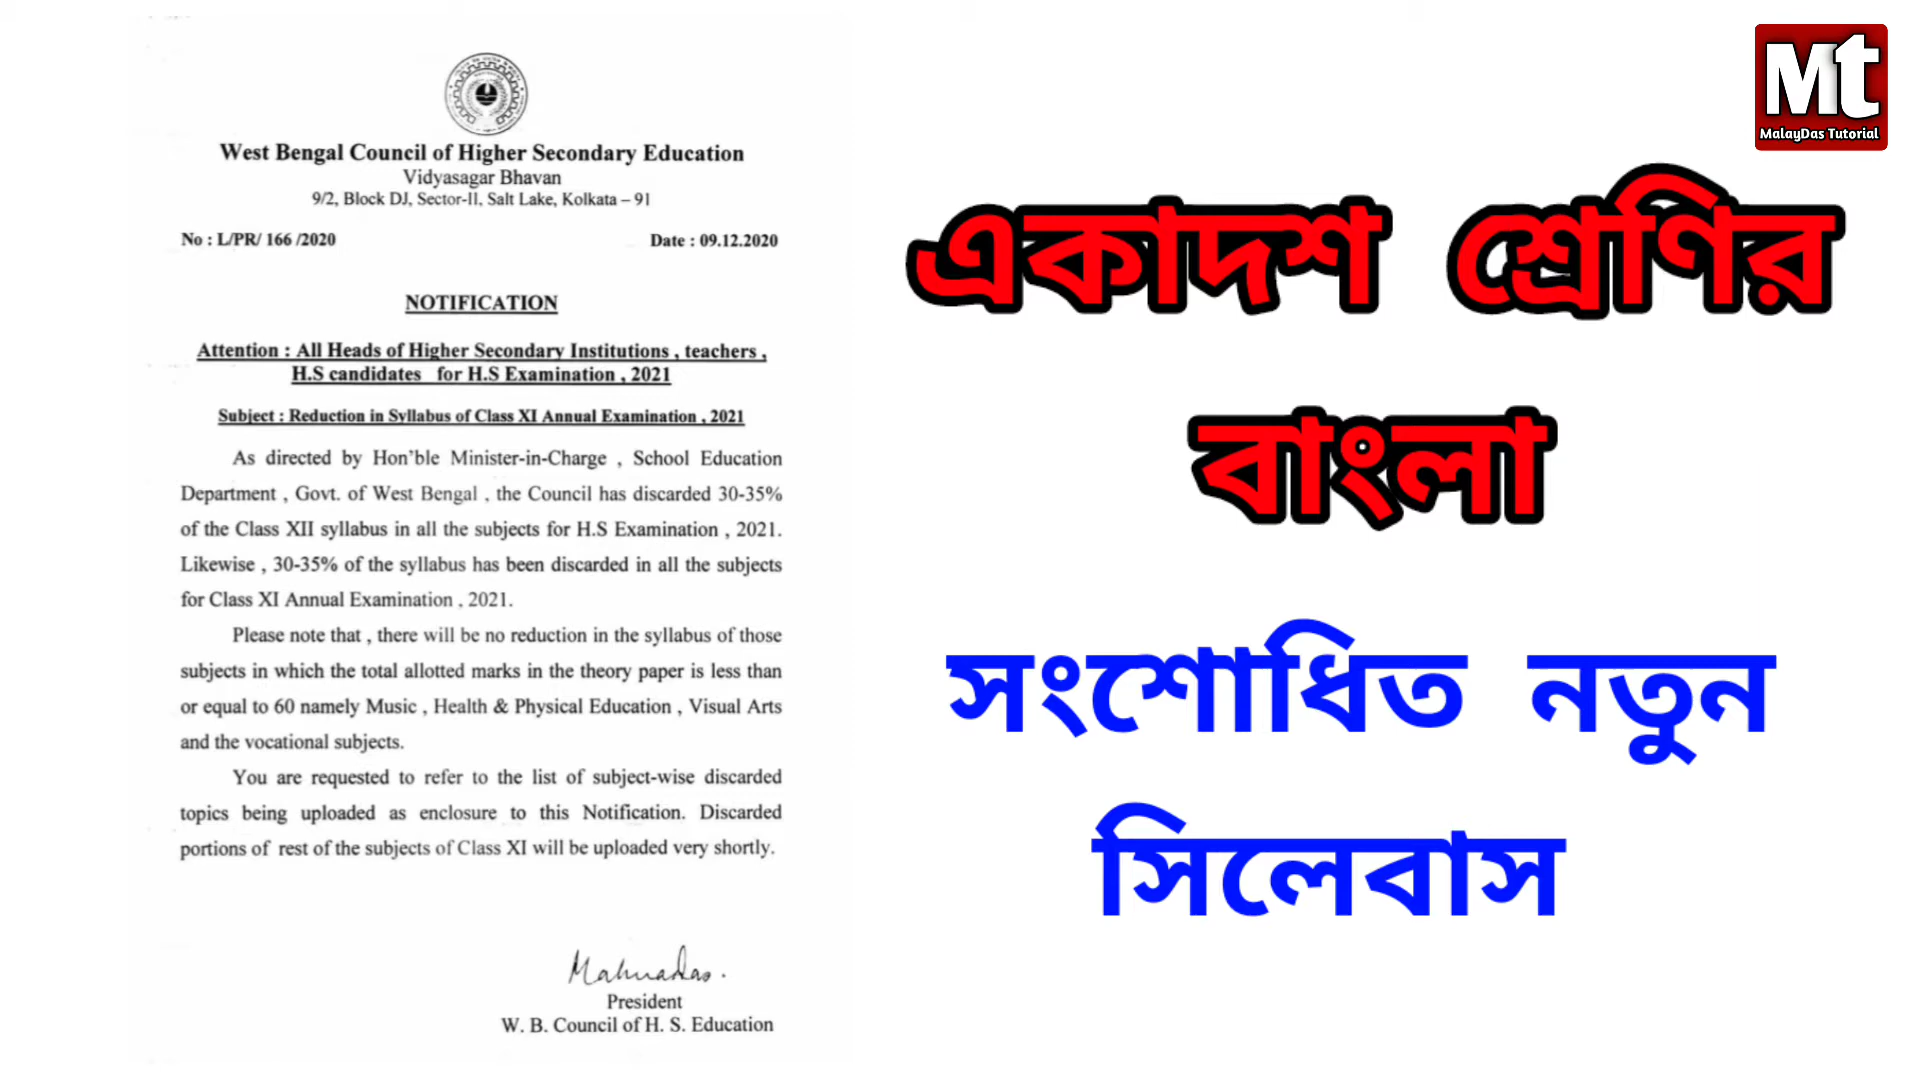 West Bengal Council of Higher Secondary Education
Vidyasagar Bhavan
9/2, Block DJ, Sector-II, Salt Lake, Kolkata – 91
No : L/PR/ 166 /2020
Date : 09.12.2020
NOTIFICATION
Attention : All Heads of Higher Secondary Institutions , teachers ,
H.S candidates for H.S Examination , 2021
Subject : Reduction in Syllabus of Class XI Annual Examination , 2021
As directed by Hon'ble Minister-in-Charge , School Education
Department , Govt. of West Bengal , the Council has discarded 30-35%
of the Class XII syllabus in all the subjects for H.S Examination , 2021.
Likewise , 30-35% of the syllabus has been discarded in all the subjects
for Class XI Annual Examination , 2021.
Please note that , there will be no reduction in the syllabus of those
subjects in which the total allotted marks in the theory paper is less than
or equal to 60 namely Music , Health & Physical Education , Visual Arts
and the vocational subjects.
You are requested to refer to the list of subject-wise discarded
topics being uploaded as enclosure to this Notification. Discarded
portions of rest of the subjects of Class XI will be uploaded very shortly.
President
W. B. Council of H. S. Education
Mt
MalayDas Tutorial
একাদশ শ্রেণির
বাংলা
সংশোধিত নতুন
সিলেবাস